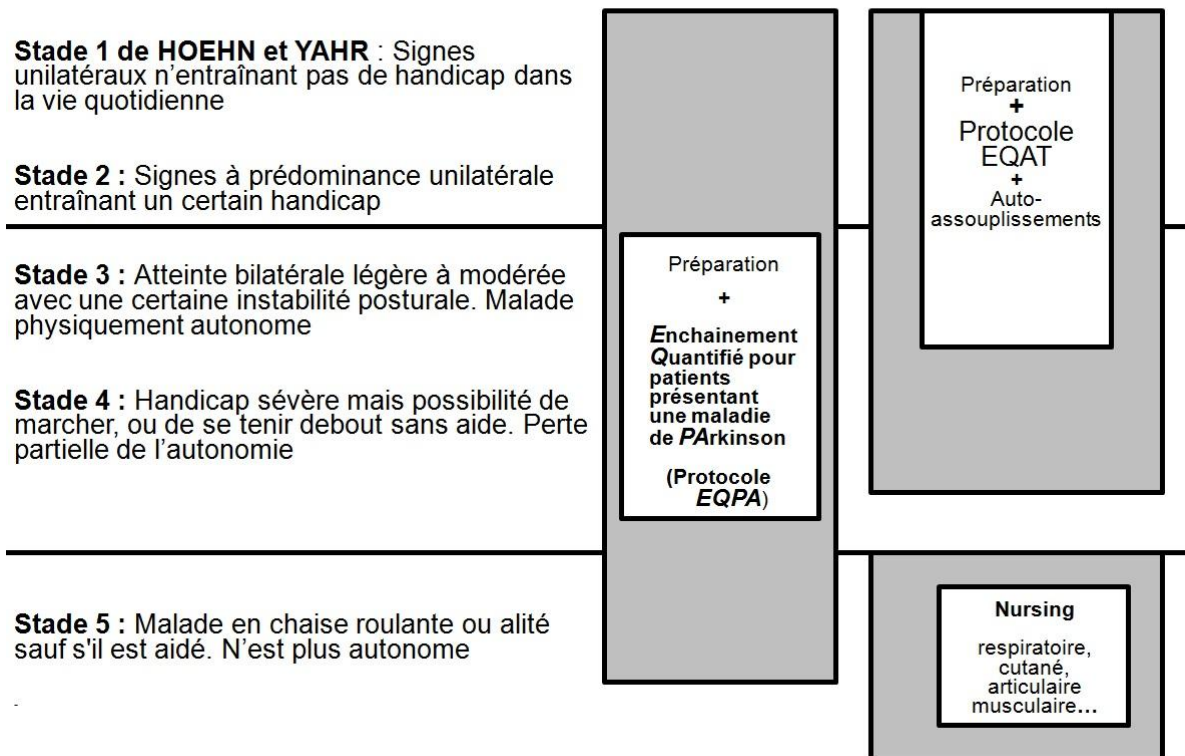 Stade 1 de HOEHN et YAHR : Signes
unilatéraux n’entraînant pas de handicap dans
la vie quotidienne
Stade 2 : Signes à prédominance unilatérale
entraînant un certain handicap
Stade 3 : Atteinte bilatérale légère à modérée
avec une certaine instabilité posturale. Malade
physiquement autonome
Stade 4 : Handicap sévère mais possibilité de
marcher, ou de se tenir debout sans aide. Perte
partielle de l’autonomie
Stade 5 : Malade en chaise roulante ou alité
sauf s'il est aidé. N’est plus autonome
-
Préparation
+
Enchainement
Quantifié pour
patients
présentant
une maladie
de PArkinson
(Protocole
EQPA)
Préparation
+
Protocole
EQAT
+
Auto-
assouplissements
Nursing
respiratoire,
cutané,
articulaire
musculaire...